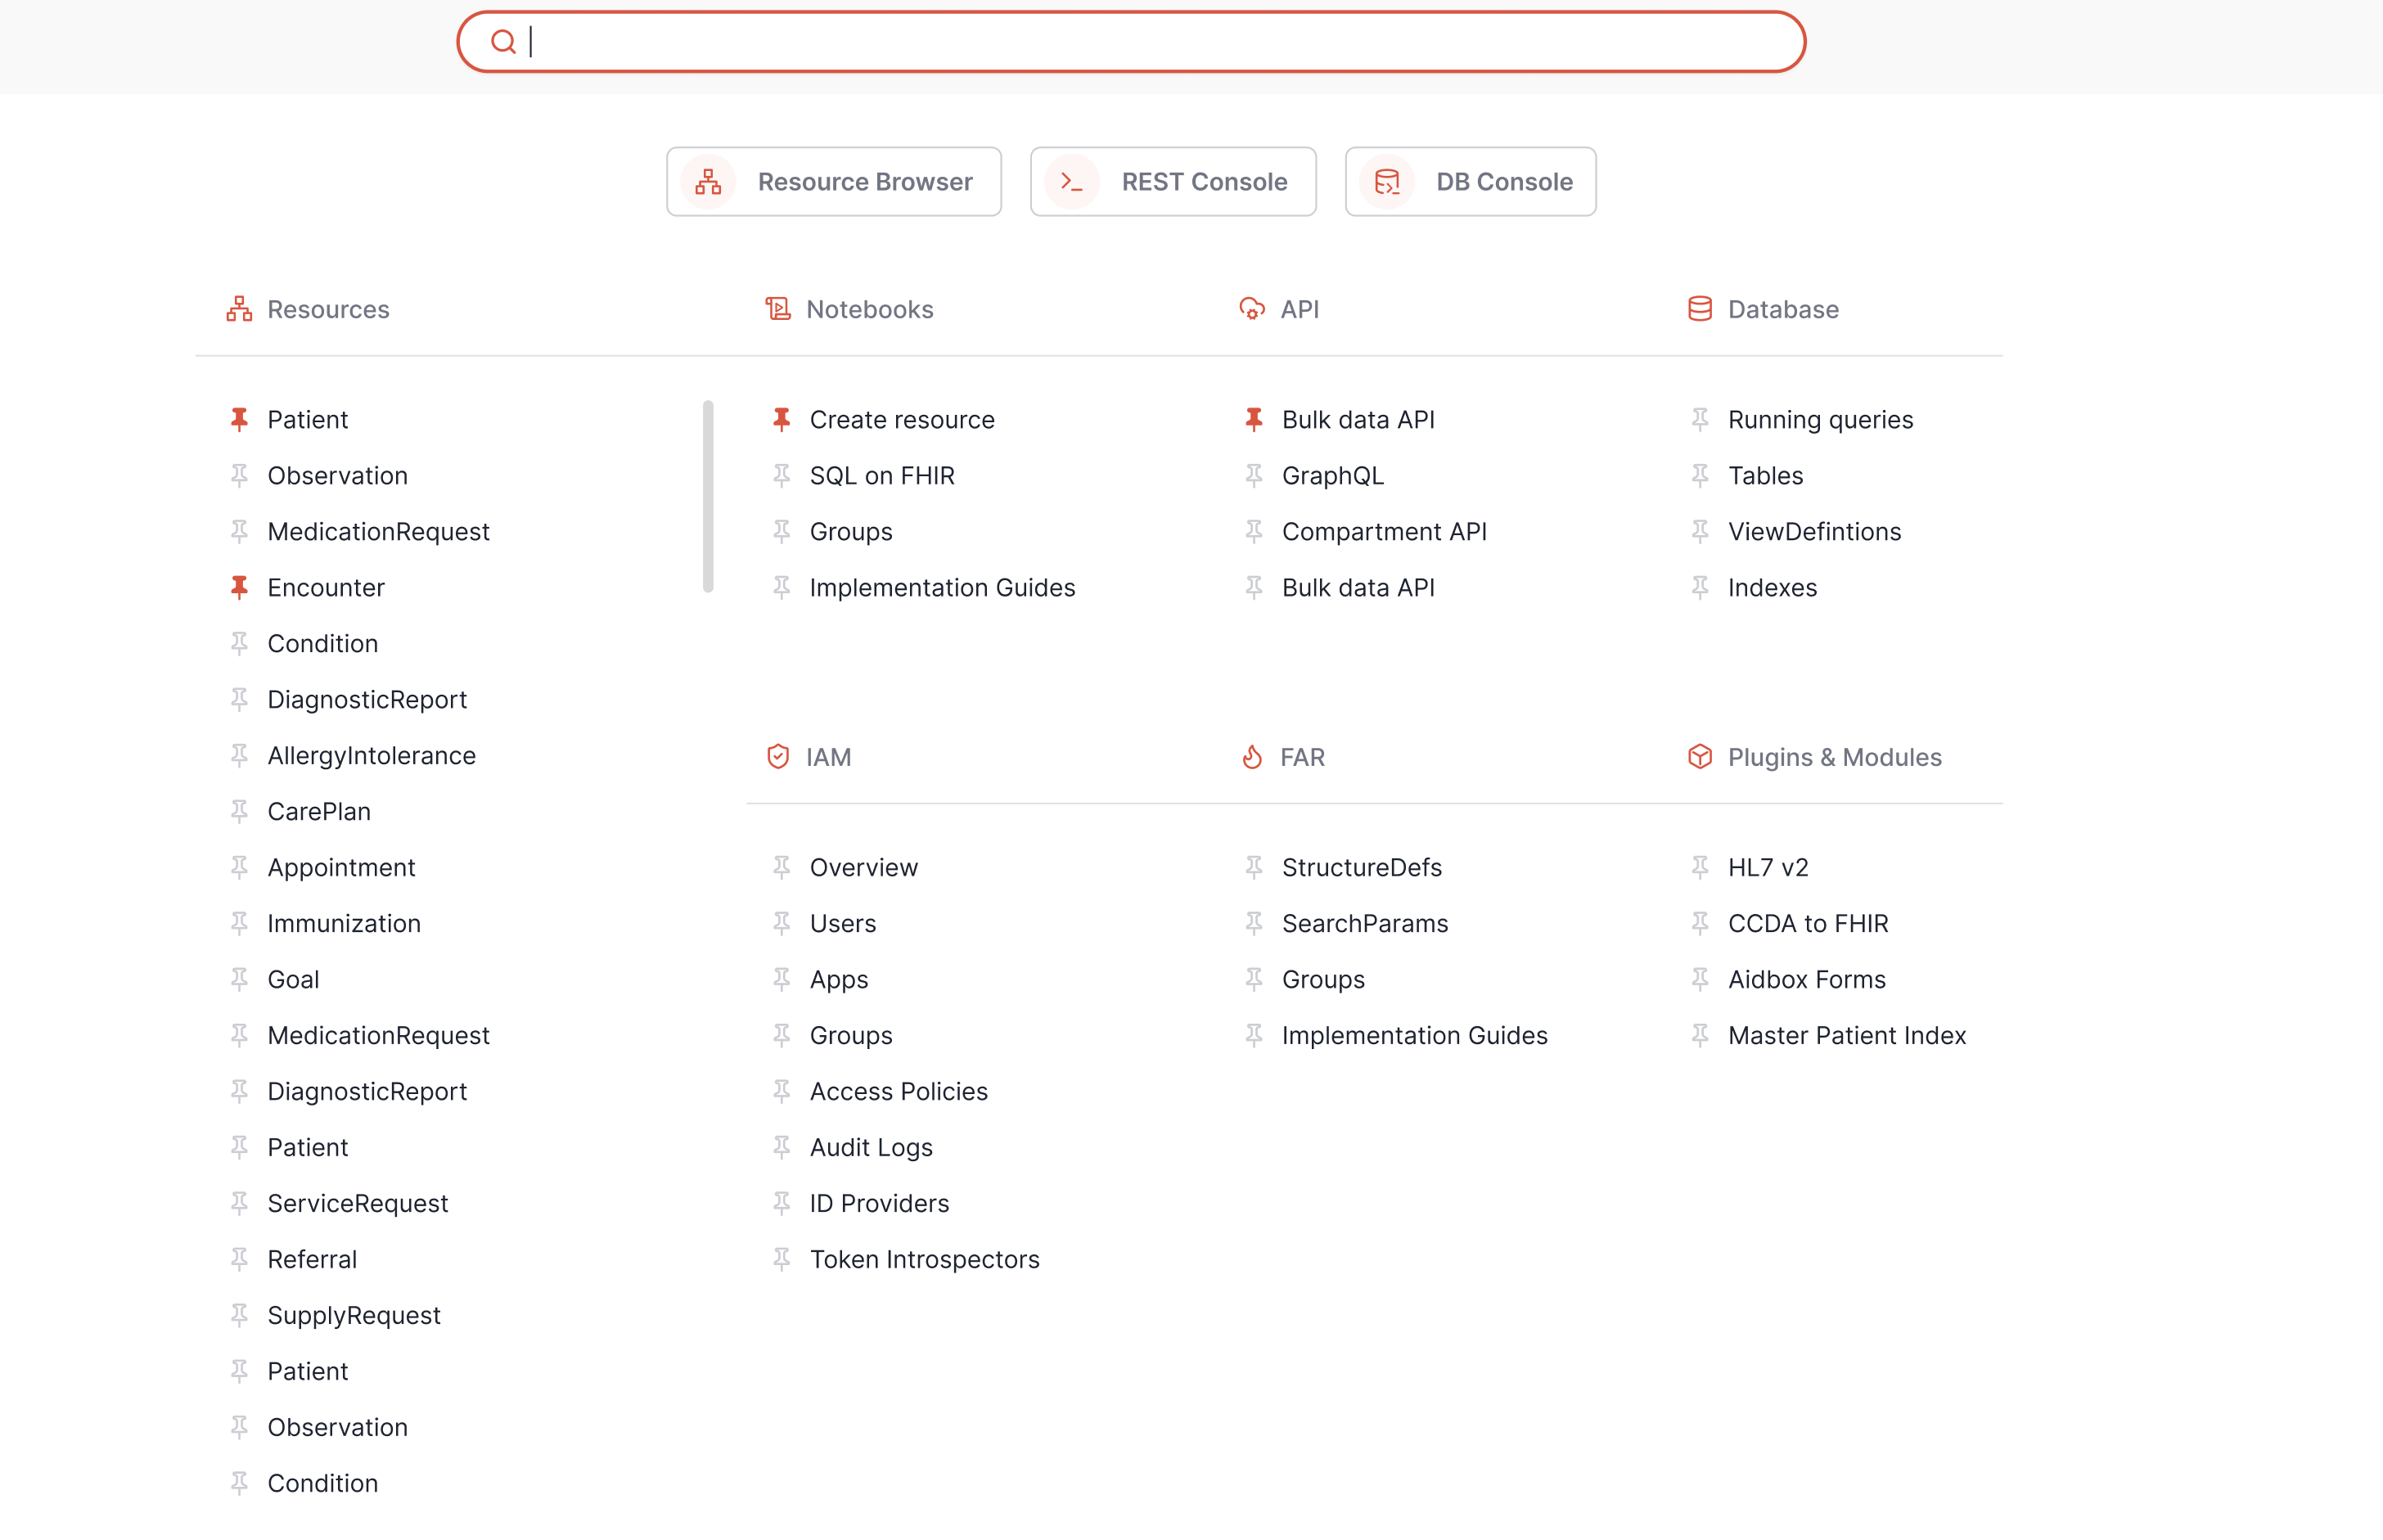 Resource Browser
REST Console
DB Console
Resources
Patient
Observation
MedicationRequest
Encounter
Condition
DiagnosticReport
AllergyIntolerance
CarePlan
Appointment
Immunization
Goal
MedicationRequest
DiagnosticReport
Patient
ServiceRequest
Referral
SupplyRequest
Patient
Observation
Condition
Notebooks
Create resource
SQL on FHIR
Groups
Implementation Guides
API
Bulk data API
GraphQL
Compartment API
Bulk data API
Database
Running queries
Tables
ViewDefintions
Indexes
IAM
Overview
Users
Apps
Groups
Access Policies
Audit Logs
ID Providers
Token Introspectors
FAR
StructureDefs
SearchParams
Groups
Implementation Guides
Plugins & Modules
HL7 v2
CCDA to FHIR
Aidbox Forms
Master Patient Index